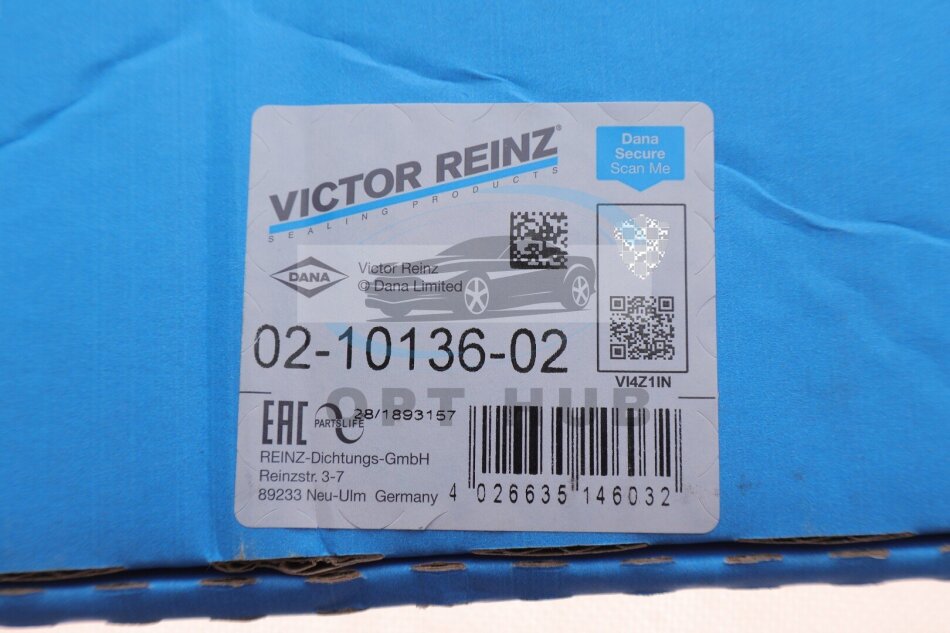 VICTOR REINZ®
SEALING PRODUCTS
Dana
Secure
Scan Me
DANA
Victor Reinz
© Dana Limited
02-10136-02
VI4Z1IN
OPT HUB
EAC
PARTSLIFE
28/1893157
REINZ-Dichtungs-GmbH
Reinzstr. 3-7
89233 Neu-Ulm Germany
4 026635 146032